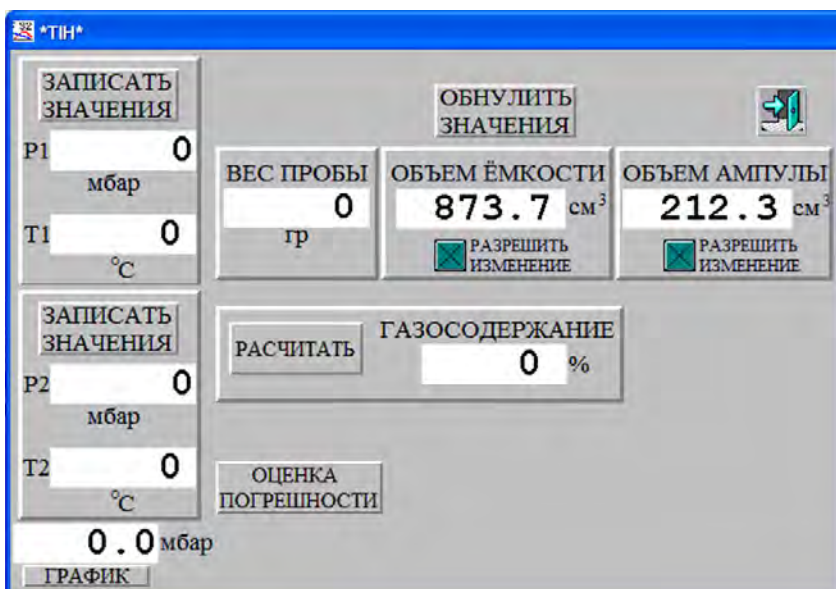 *TIH*
ЗАПИСАТЬ
ЗНАЧЕНИЯ
P1 0
мбар
T1 0
°C
ОБНУЛИТЬ
ЗНАЧЕНИЯ
ВЕС ПРОБЫ
0
гр
ОБЪЕМ ЁМКОСТИ
873.7 см³
РАЗРЕШИТЬ
ИЗМЕНЕНИЕ
ОБЪЕМ АМПУЛЫ
212.3 см³
РАЗРЕШИТЬ
ИЗМЕНЕНИЕ
ЗАПИСАТЬ
ЗНАЧЕНИЯ
P2 0
мбар
T2 0
°C
РАСЧИТАТЬ
ГАЗОСОДЕРЖАНИЕ
0 %
ОЦЕНКА
ПОГРЕШНОСТИ
0.0 мбар
ГРАФИК